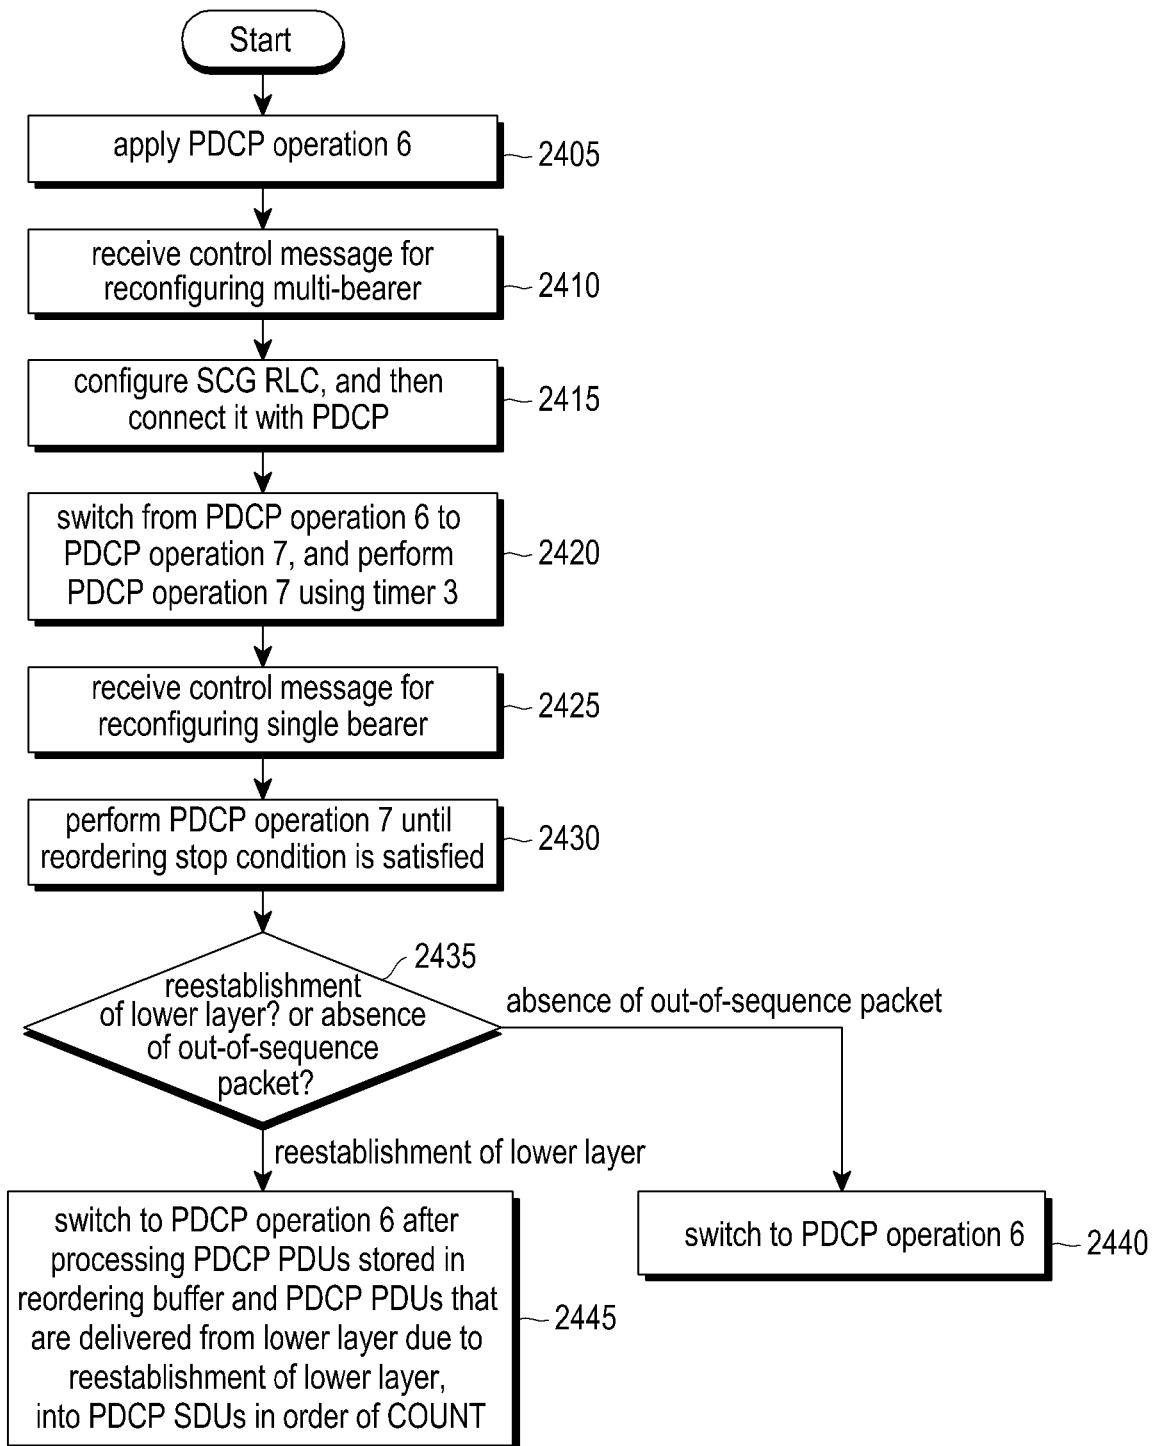 Start
apply PDCP operation 6
2405
receive control message for
reconfiguring multi-bearer
2410
configure SCG RLC, and then
connect it with PDCP
2415
switch from PDCP operation 6 to
PDCP operation 7, and perform
PDCP operation 7 using timer 3
2420
receive control message for
reconfiguring single bearer
2425
perform PDCP operation 7 until
reordering stop condition is satisfied
2430
2435
reestablishment
of lower layer? or absence
of out-of-sequence
packet?
absence of out-of-sequence packet
reestablishment of lower layer
switch to PDCP operation 6 after
processing PDCP PDUs stored in
reordering buffer and PDCP PDUs that
are delivered from lower layer due to
reestablishment of lower layer,
into PDCP SDUs in order of COUNT
2445
switch to PDCP operation 6
2440